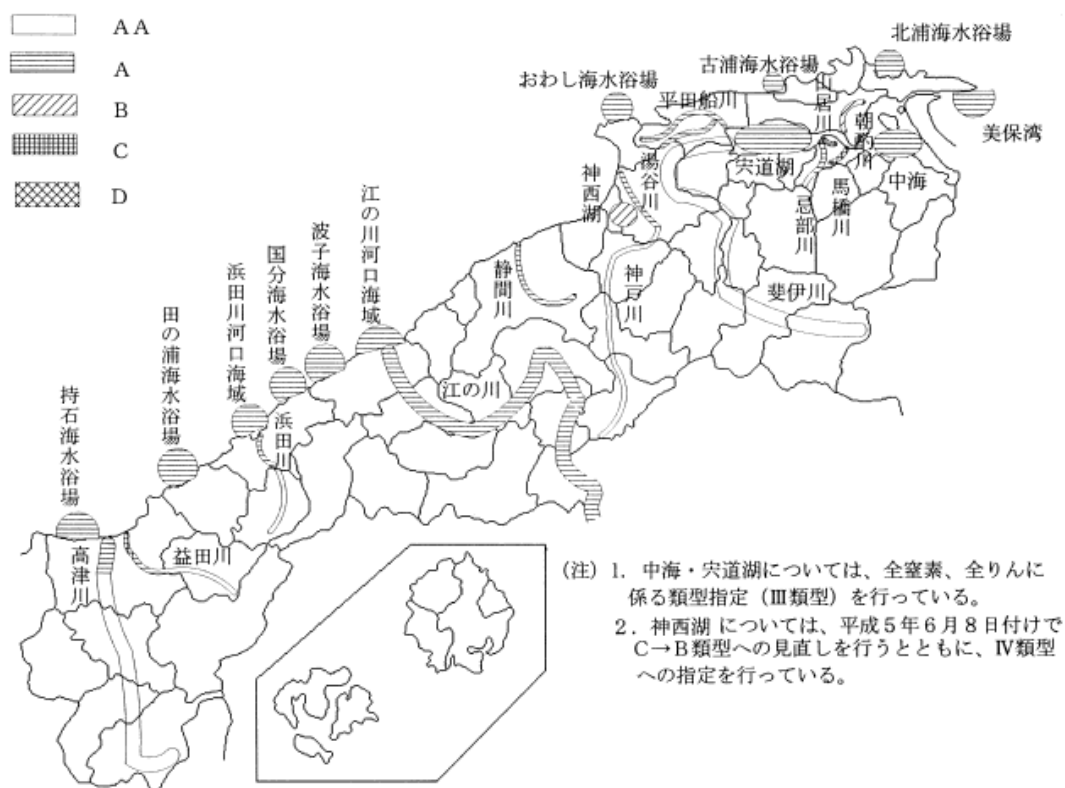 AA
A
B
C
D
北浦海水浴場
古浦海水浴場
おわし海水浴場
平田船川
山居川
朝酌川
美保湾
宍道湖
湯谷川
神西湖
中海
馬橋川
忌部川
斐伊川
神戸川
静間川
江の川河口海域
波子海水浴場
国分海水浴場
浜田川河口海域
田の浦海水浴場
持石海水浴場
江の川
浜田川
益田川
高津川
(注) 1. 中海・宍道湖については、全窒素、全りんに
係る類型指定(Ⅲ類型)を行っている。
2. 神西湖 については、平成5年6月8日付けで
C→B類型への見直しを行うとともに、Ⅳ類型
への指定を行っている。